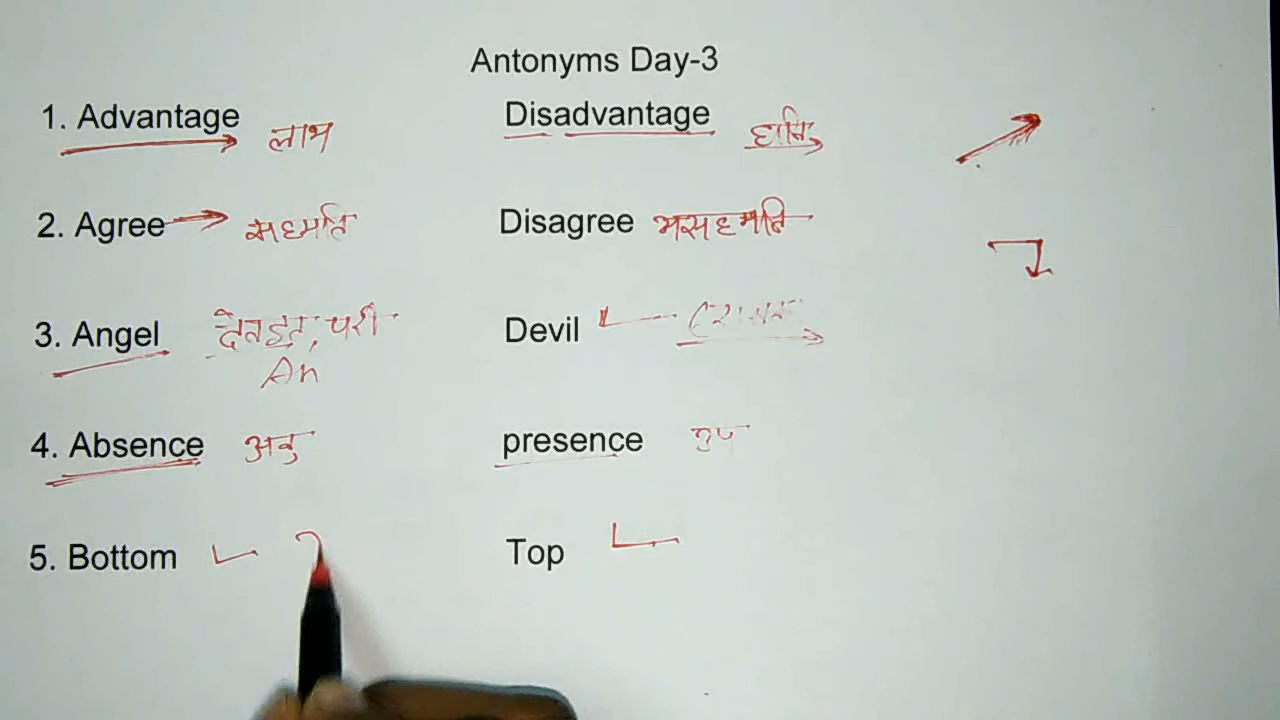 Antonyms Day-3
1. Advantage लाभ Disadvantage हानि
2. Agree सहमति Disagree असहमति
3. Angel देवदूत, परी Devil
An
4. Absence अनु presence उप
5. Bottom Top